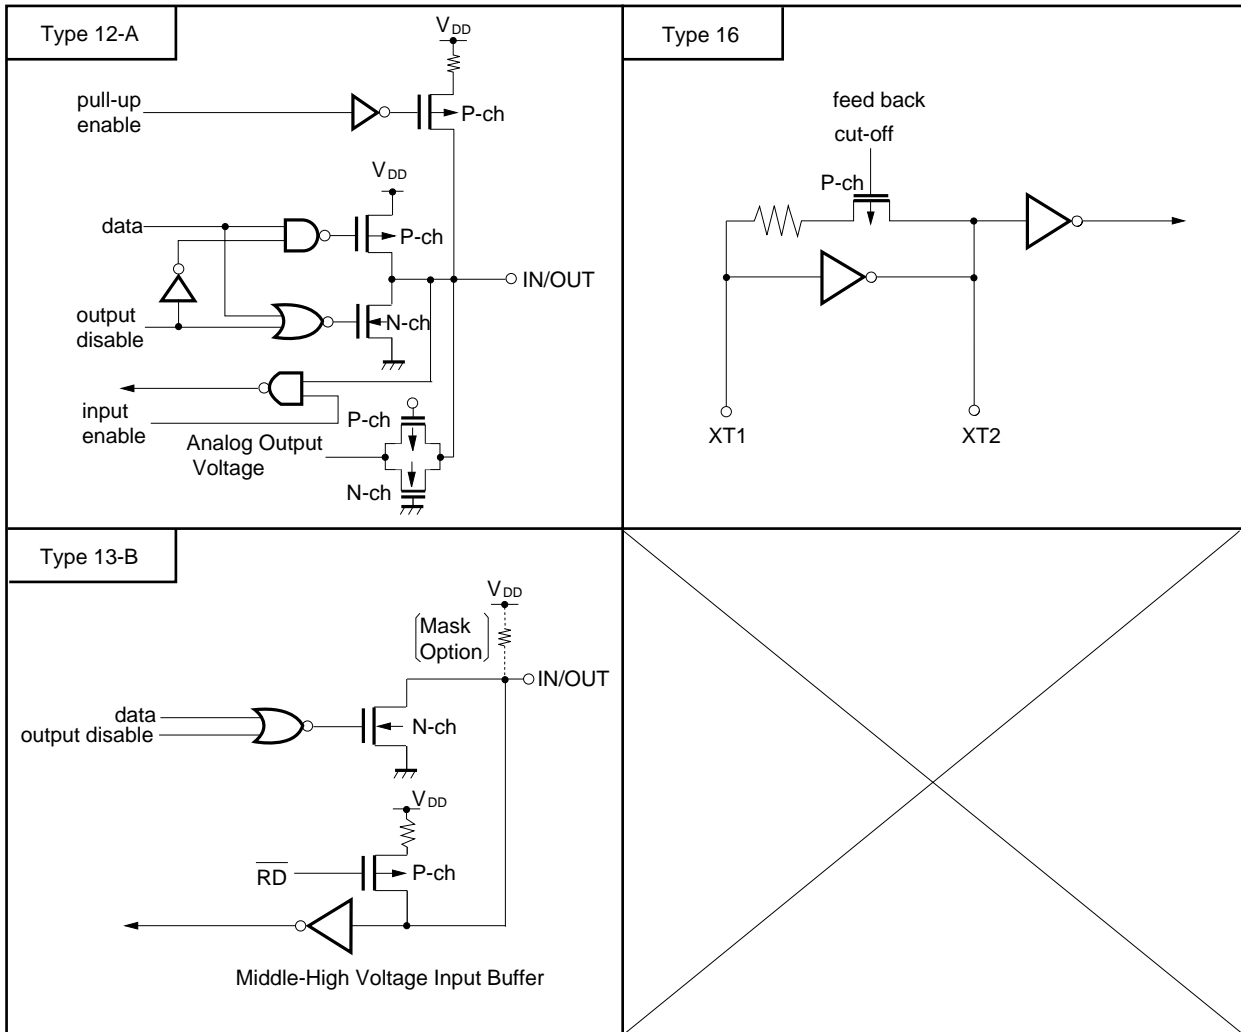 Type 12-A
VDD
pull-up
enable
P-ch
VDD
data
P-ch
IN/OUT
output
disable
N-ch
input
enable
P-ch
Analog Output
Voltage
N-ch
Type 16
feed back
cut-off
P-ch
XT1
XT2
Type 13-B
VDD
Mask
Option
IN/OUT
data
output disable
N-ch
VDD
RD
P-ch
Middle-High Voltage Input Buffer